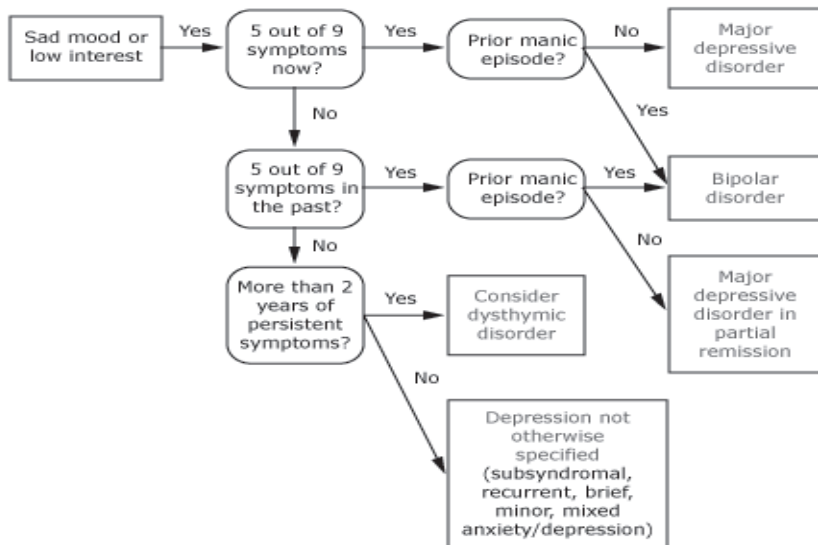 Sad mood or
low interest
Yes
5 out of 9
symptoms
now?
Yes
Prior manic
episode?
No
Major
depressive
disorder
Yes
No
5 out of 9
symptoms in
the past?
Yes
Prior manic
episode?
Yes
Bipolar
disorder
No
No
More than 2
years of
persistent
symptoms?
Yes
Consider
dysthymic
disorder
Major
depressive
disorder in
partial
remission
No
Depression not
otherwise
specified
(subsyndromal,
recurrent, brief,
minor, mixed
anxiety/depression)